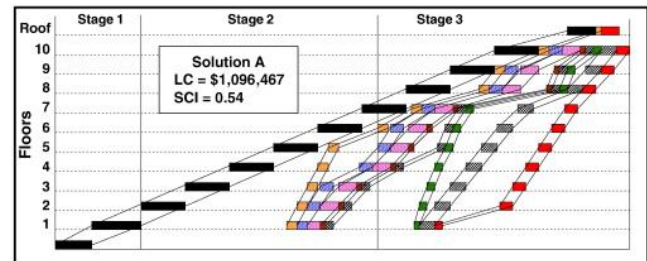 Stage 1 Stage 2 Stage 3
Roof
10
9
8
7
6
5
4
3
2
1
Floors
Solution A
LC = $1,096,467
SCI = 0.54